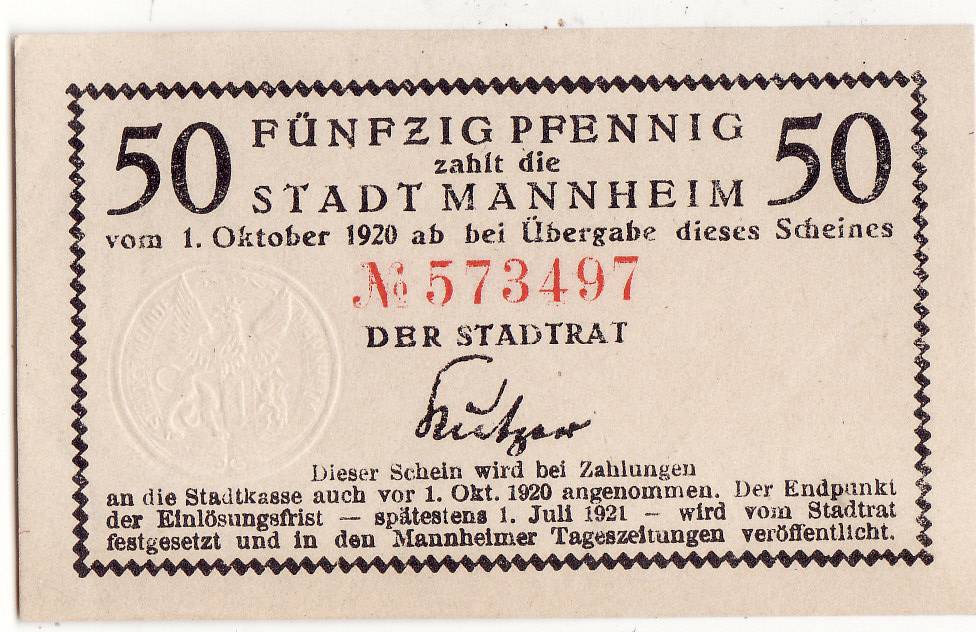 50 FÜNFZIG PFENNIG 50
zahlt die
STADT MANNHEIM
vom 1. Oktober 1920 ab bei Übergabe dieses Scheines
№ 573497
DER STADTRAT
Kutzer
Dieser Schein wird bei Zahlungen
an die Stadtkasse auch vor 1. Okt. 1920 angenommen. Der Endpunkt
der Einlösungsfrist — spätestens 1. Juli 1921 — wird vom Stadtrat
festgesetzt und in den Mannheimer Tageszeitungen veröffentlicht.